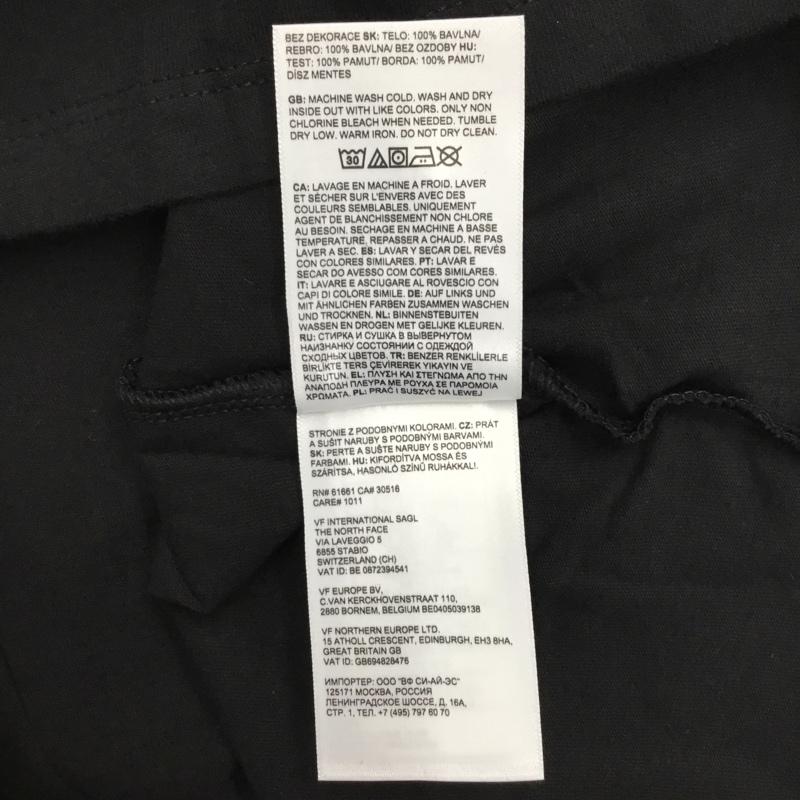 BEZ DEKORACE SK: TELO: 100% BAVLNA/
REBRO: 100% BAVLNA/ BEZ OZDOBY HU:
TEST: 100% PAMUT/ BORDA: 100% PAMUT/
DÍSZ MENTES
GB: MACHINE WASH COLD. WASH AND DRY
INSIDE OUT WITH LIKE COLORS. ONLY NON
CHLORINE BLEACH WHEN NEEDED. TUMBLE
DRY LOW. WARM IRON. DO NOT DRY CLEAN.
30
CA: LAVAGE EN MACHINE A FROID. LAVER
ET SÉCHER SUR L'ENVERS AVEC DES
COULEURS SEMBLABLES. UNIQUEMENT
AGENT DE BLANCHISSEMENT NON CHLORE
AU BESOIN. SECHAGE EN MACHINE A BASSE
TEMPERATURE. REPASSER A CHAUD. NE PAS
LAVER A SEC. ES: LAVAR Y SECAR DEL REVÉS
CON COLORES SIMILARES. PT: LAVAR E
SECAR DO AVESSO COM CORES SIMILARES.
IT: LAVARE E ASCIUGARE AL ROVESCIO CON
CAPI DI COLORE SIMILE. DE: AUF LINKS UND
MIT ÄHNLICHEN FARBEN ZUSAMMEN WASCHEN
UND TROCKNEN. NL: BINNENSTEBUITEN
WASSEN EN DROGEN MET GELIJKE KLEUREN.
RU: СТИРКА И СУШКА В ВЫВЕРНУТОМ
НАИЗНАНКУ СОСТОЯНИИ С ОДЕЖДОЙ
СХОДНЫХ ЦВЕТОВ. TR: BENZER RENKLİLERLE
BİRLİKTE TERS ÇEVİREREK YIKAYIN VE
KURUTUN. EL: ΠΛΥΣΗ ΚΑΙ ΣΤΕΓΝΩΜΑ ΑΠΟ ΤΗΝ
ΑΝΑΠΟΔΗ ΠΛΕΥΡΑ ΜΕ ΡΟΥΧΑ ΣΕ ΠΑΡΟΜΟΙΑ
ΧΡΩΜΑΤΑ. PL: PRAĆ I SUSZYĆ NA LEWEJ
STRONIE Z PODOBNYMI KOLORAMI. CZ: PRÁT
A SUŠIT NARUBY S PODOBNÝMI BARVAMI.
SK: PERTE A SUŠTE NARUBY S PODOBNÝMI
FARBAMI. HU: KIFORDÍTVA MOSSA ÉS
SZÁRÍTSA, HASONLÓ SZÍNŰ RUHÁKKAL!.
RN# 61661 CA# 30516
CARE# 1011
VF INTERNATIONAL SAGL
THE NORTH FACE
VIA LAVEGGIO 5
6855 STABIO
SWITZERLAND (CH)
VAT ID: BE 0872394541
VF EUROPE BV,
C.VAN KERCKHOVENSTRAAT 110,
2880 BORNEM, BELGIUM BE0405039138
VF NORTHERN EUROPE LTD.
15 ATHOLL CRESCENT, EDINBURGH, EH3 8HA,
GREAT BRITAIN GB
VAT ID: GB694828476
ИМПОРТЕР: ООО "ВФ СИ-АЙ-ЭС"
125171 МОСКВА, РОССИЯ
ЛЕНИНГРАДСКОЕ ШОССЕ, Д. 16А,
СТР. 1, ТЕЛ. +7 (495) 797 60 70